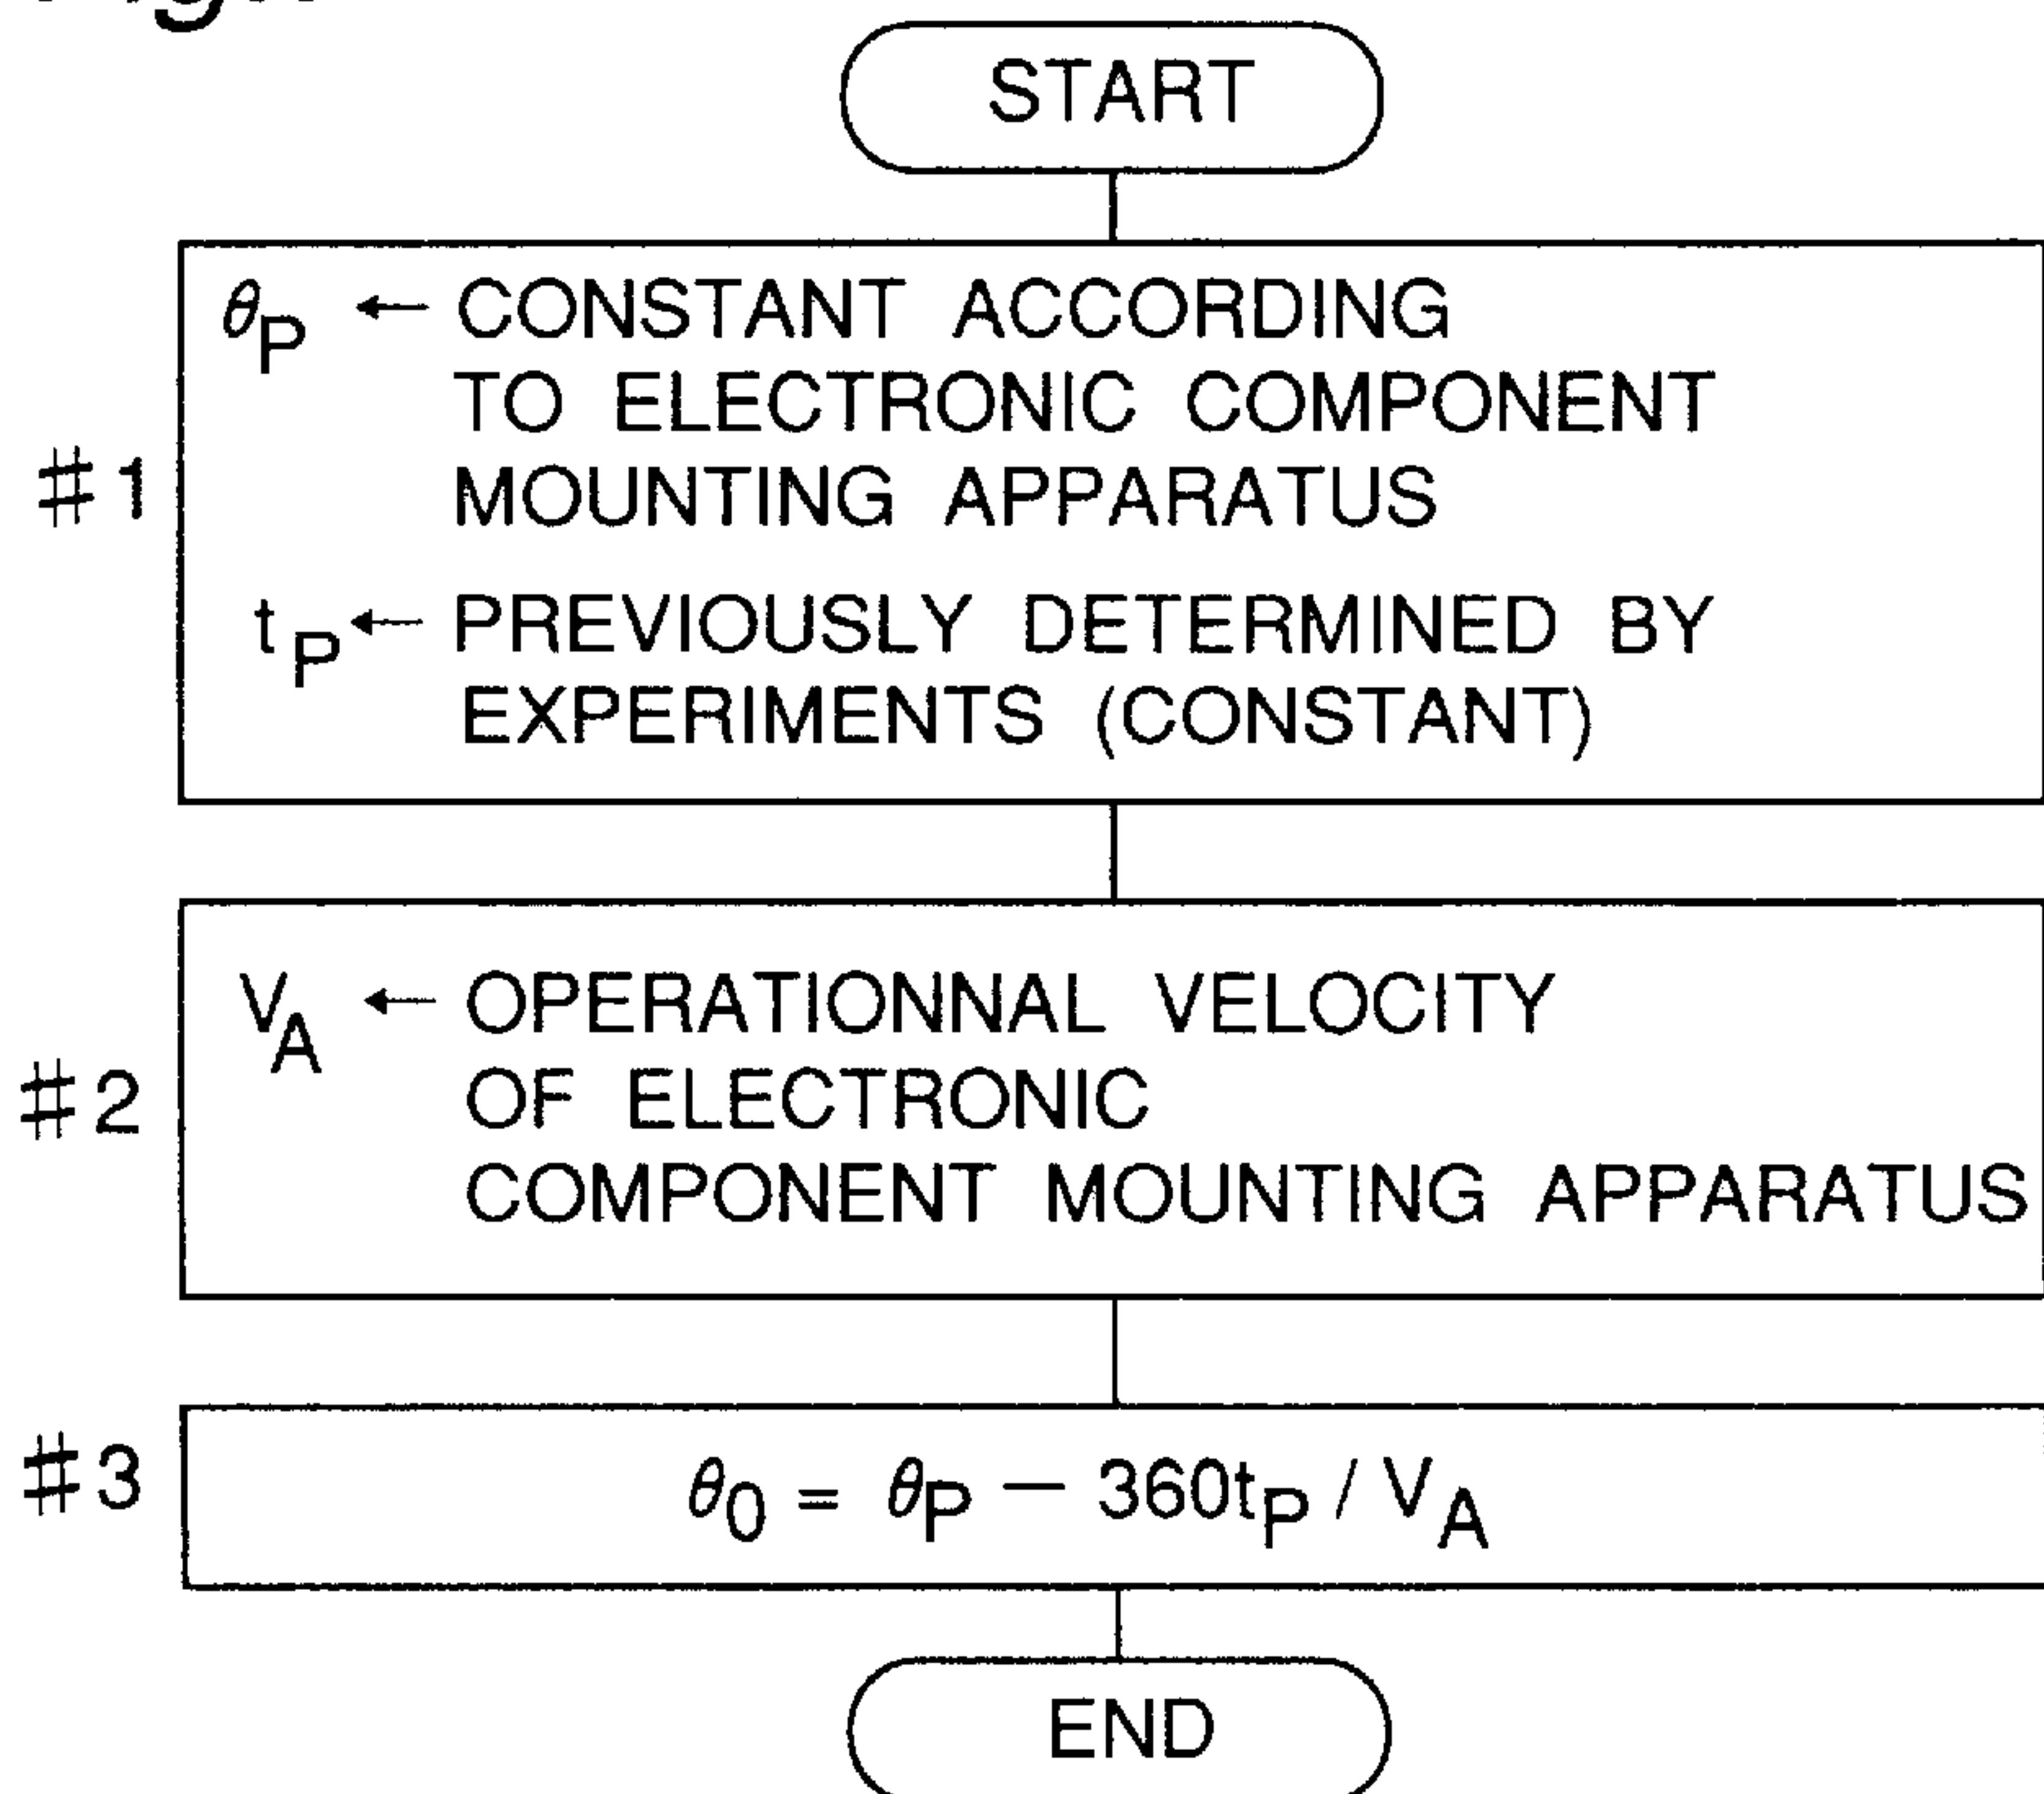 START
θP ← CONSTANT ACCORDING
TO ELECTRONIC COMPONENT
MOUNTING APPARATUS
#1
tP ← PREVIOUSLY DETERMINED BY
EXPERIMENTS (CONSTANT)
VA ← OPERATIONNAL VELOCITY
OF ELECTRONIC
#2
COMPONENT MOUNTING APPARATUS
#3
θ0 = θP — 360tP / VA
END